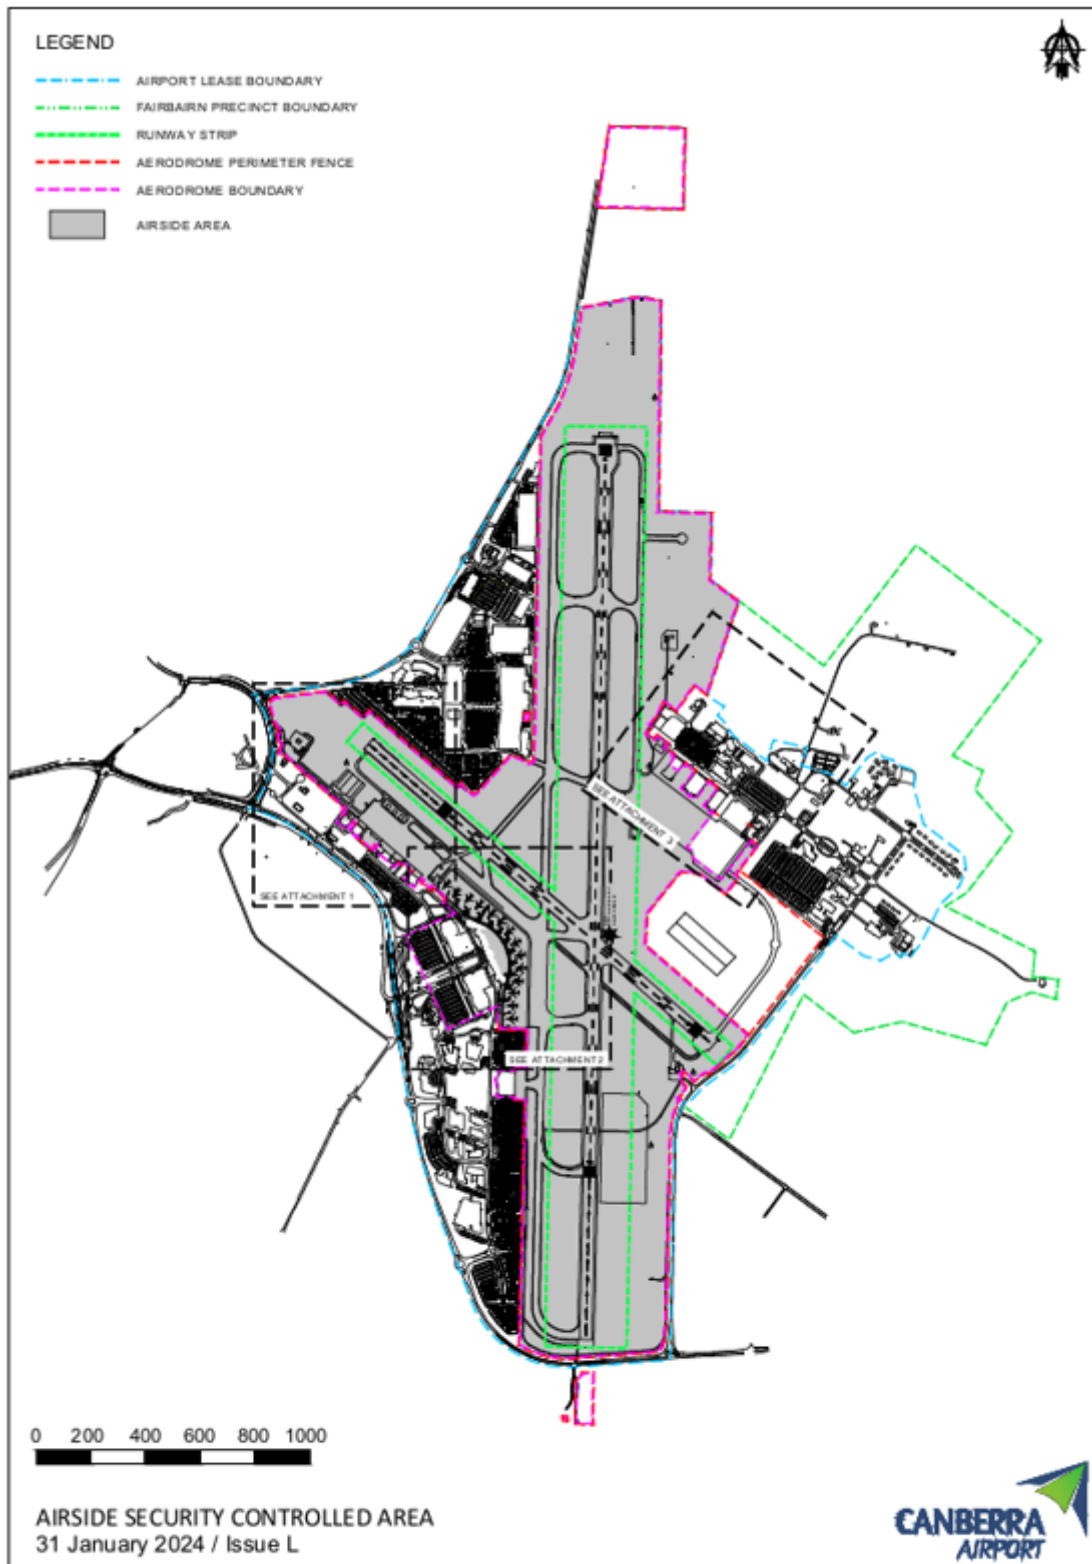 LEGEND
AIRPORT LEASE BOUNDARY
FAIRBAIRN PRECINCT BOUNDARY
RUNWAY STRIP
AERODROME PERIMETER FENCE
AERODROME BOUNDARY
AIRSIDE AREA
SEE ATTACHMENT 3
SEE ATTACHMENT 1
SEE ATTACHMENT 2
0 200 400 600 800 1000
AIRSIDE SECURITY CONTROLLED AREA
31 January 2024 / Issue L
CANBERRA
AIRPORT